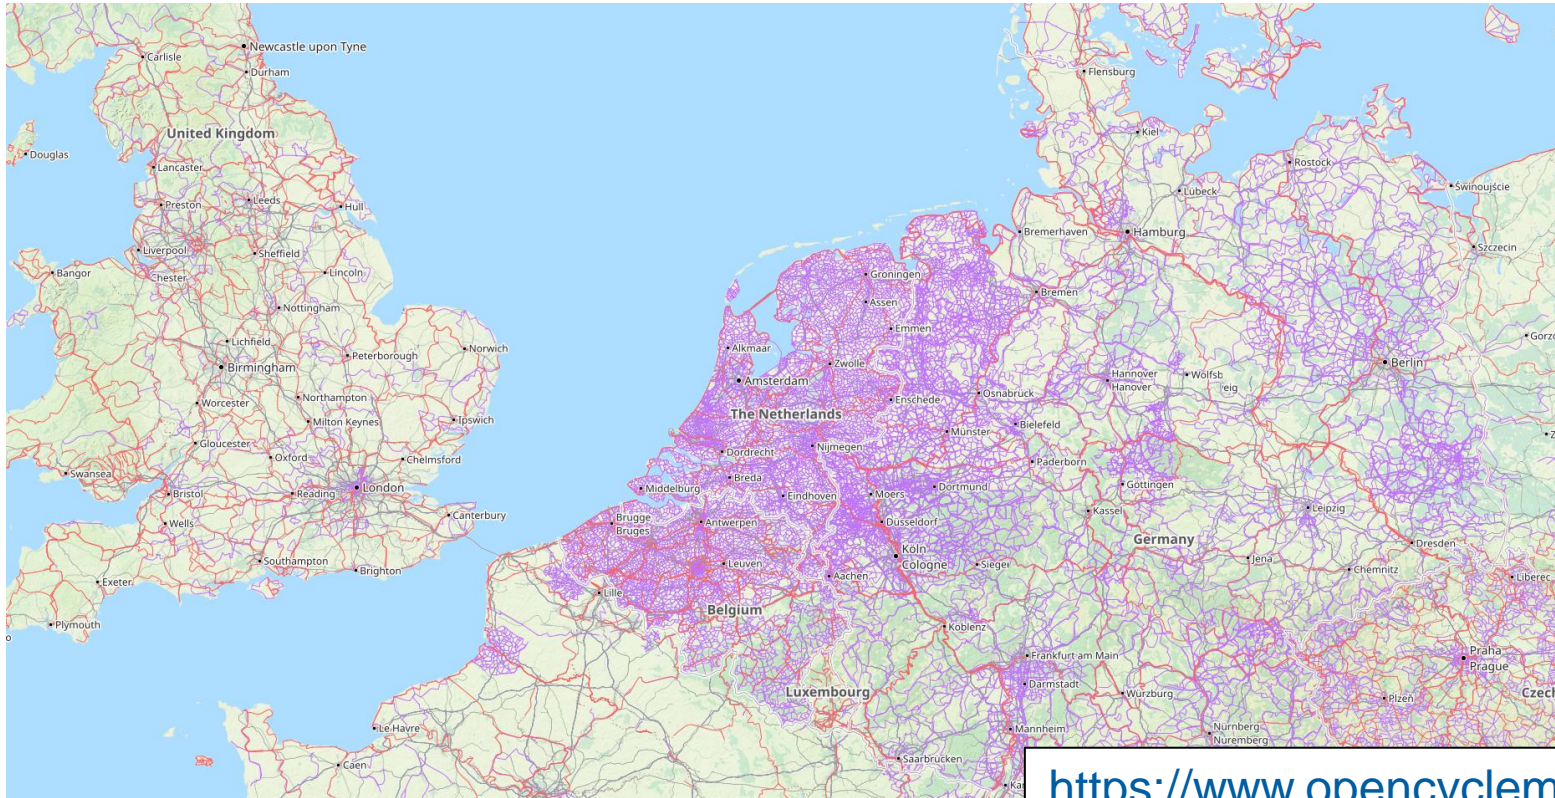 Newcastle upon Tyne
Carlisle
Durham
Flensburg
United Kingdom
Kiel
Douglas
Lancaster
Rostock
Leeds
Lübeck
Świnoujście
Preston
Hull
Bremerhaven
Hamburg
Liverpool
Sheffield
Szczecin
Bangor
Chester
Lincoln
Groningen
Bremen
Assen
Nottingham
Emmen
Gorzo
Lichfield
Peterborough
Norwich
Alkmaar
Zwolle
Berlin
Birmingham
Amsterdam
Hannover
Hanover
Wolfsb
eig
Worcester
Northampton
The Netherlands
Enschede
Osnabrück
Milton Keynes
Ipswich
Münster
Bielefeld
Gloucester
Dordrecht
Nijmegen
Oxford
Chelmsford
Paderborn
Swansea
London
Middelburg
Breda
Moers
Dortmund
Göttingen
Bristol
Reading
Eindhoven
Canterbury
Wells
Brugge
Bruges
Antwerpen
Düsseldorf
Kassel
Leipzig
Germany
Dresden
Köln
Cologne
Southampton
Brighton
Leuven
Siegen
Jena
Chemnitz
Exeter
Lille
Aachen
Liberec
Plymouth
Belgium
Koblenz
Frankfurt am Main
Praha
Prague
Luxembourg
Darmstadt
Würzburg
Plzeň
Czech
Le Havre
Mannheim
Nürnberg
Nuremberg
Caen
Saarbrücken
Ka
https://www.opencyclem